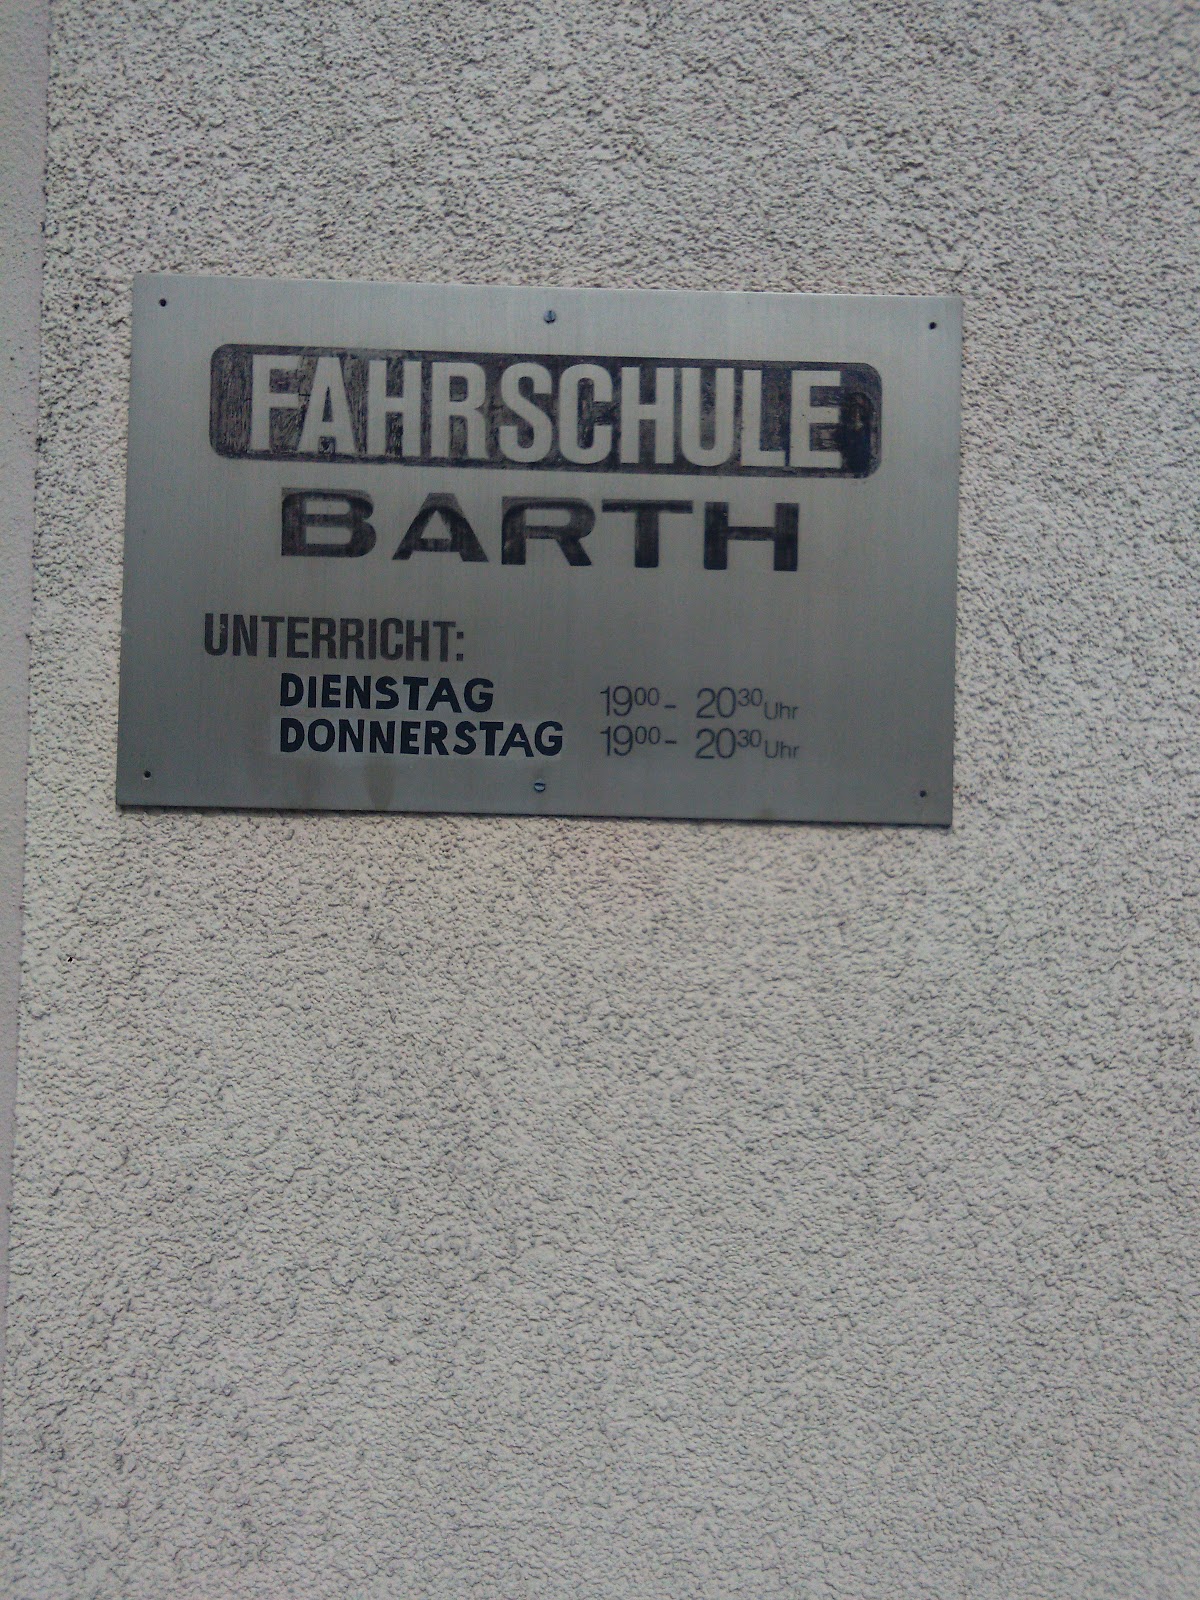 FAHRSCHULE
BARTH
UNTERRICHT:
DIENSTAG 19⁰⁰- 20³⁰ Uhr
DONNERSTAG 19⁰⁰- 20³⁰ Uhr